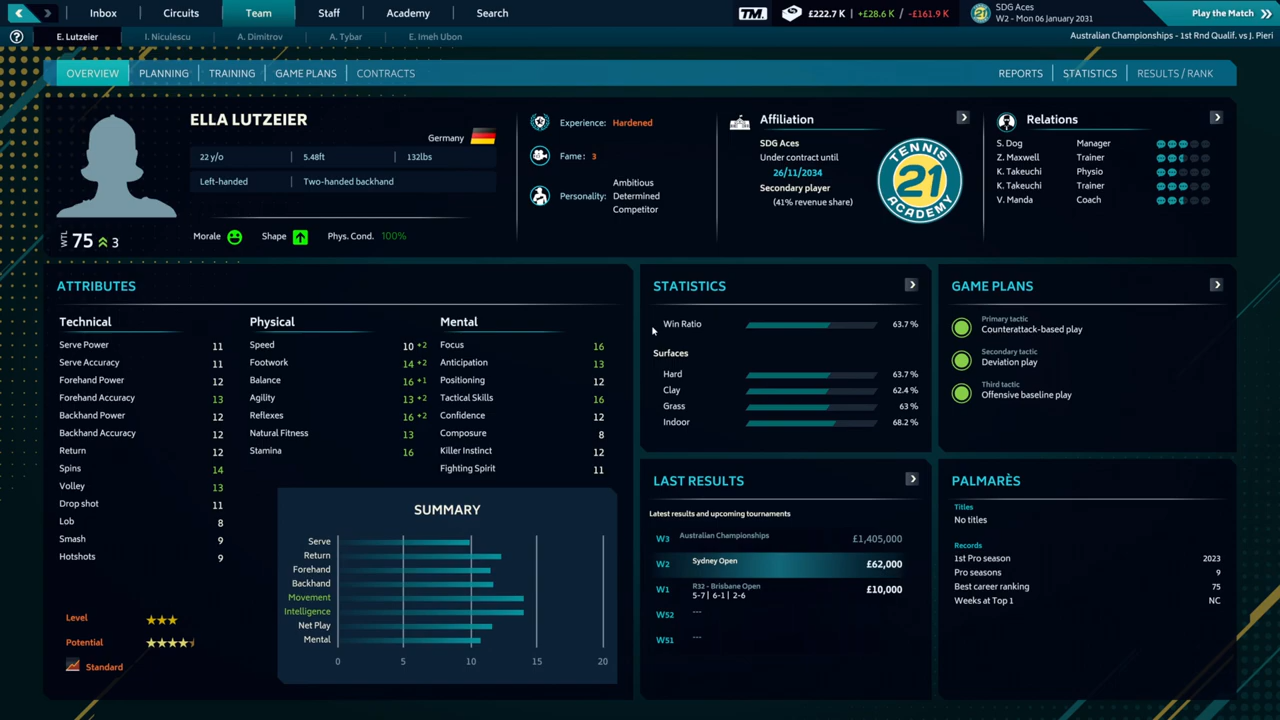 Inbox Circuits Team Staff Academy Search TM. £222.7 K | +£28.6 K / -£161.9 K SDG Aces W2 - Mon 06 January 2031 Play the Match
E. Lutzeier I. Niculescu A. Dimitrov A. Tybar E. Imeh Ubon Australian Championships - 1st Rnd Qualif. vs J. Pieri
OVERVIEW PLANNING TRAINING GAME PLANS CONTRACTS REPORTS STATISTICS RESULTS / RANK
ELLA LUTZEIER
Germany
22 y/o 5.48ft 132lbs
Left-handed Two-handed backhand
WTL 75 3
Morale Shape Phys. Cond. 100%
Experience: Hardened
Fame: 3
Personality: Ambitious
Determined
Competitor
Affiliation
SDG Aces
Under contract until
26/11/2034
Secondary player
(41% revenue share)
TENNIS
21
ACADEMY
Relations
S. Dog Manager
Z. Maxwell Trainer
K. Takeuchi Physio
K. Takeuchi Trainer
V. Manda Coach
ATTRIBUTES
Technical
Serve Power 11
Serve Accuracy 11
Forehand Power 12
Forehand Accuracy 13
Backhand Power 12
Backhand Accuracy 12
Return 12
Spins 14
Volley 13
Drop shot 11
Lob 8
Smash 9
Hotshots 9
Physical
Speed 10 +2
Footwork 14 +2
Balance 16 +1
Agility 13 +2
Reflexes 16 +2
Natural Fitness 13
Stamina 16
Mental
Focus 16
Anticipation 13
Positioning 12
Tactical Skills 16
Confidence 12
Composure 8
Killer Instinct 12
Fighting Spirit 11
Level
Potential
Standard
SUMMARY
Serve
Return
Forehand
Backhand
Movement
Intelligence
Net Play
Mental
0 5 10 15 20
STATISTICS
Win Ratio 63.7 %
Surfaces
Hard 63.7 %
Clay 62.4 %
Grass 63 %
Indoor 68.2 %
GAME PLANS
Primary tactic
Counterattack-based play
Secondary tactic
Deviation play
Third tactic
Offensive baseline play
LAST RESULTS
Latest results and upcoming tournaments
W3 Australian Championships £1,405,000
W2 Sydney Open £62,000
W1 R32 - Brisbane Open £10,000
5-7 | 6-1 | 2-6
W52 ---
W51 ---
PALMARÈS
Titles
No titles
Records
1st Pro season 2023
Pro seasons 9
Best career ranking 75
Weeks at Top 1 NC